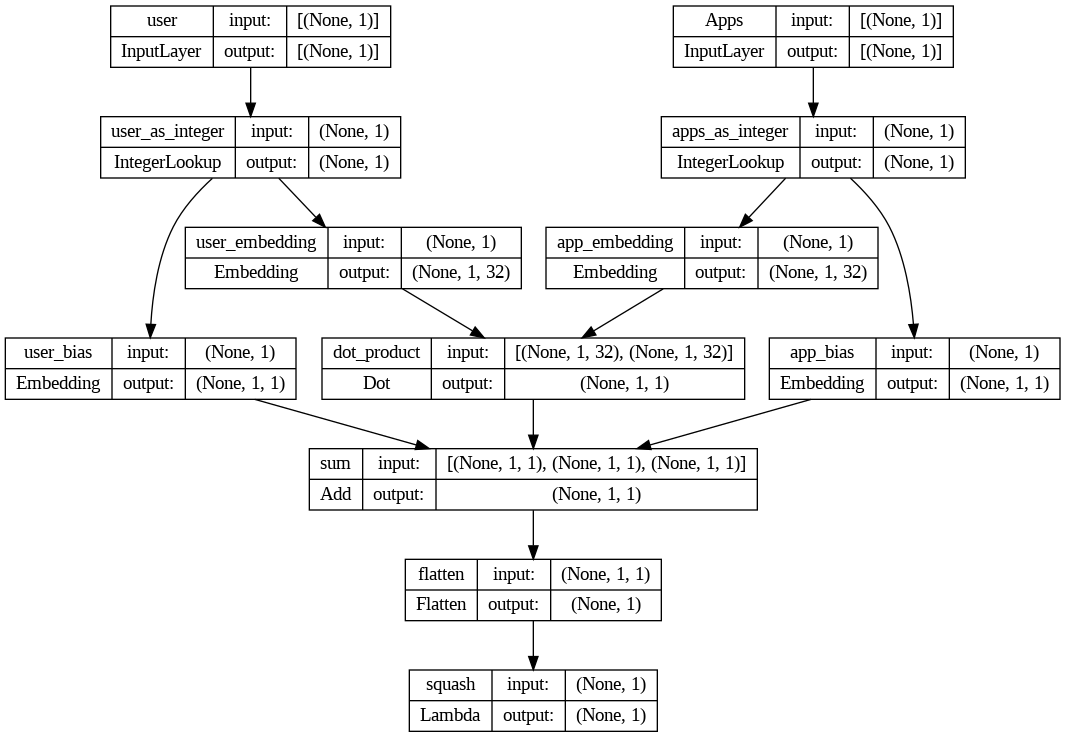 user input: [(None, 1)]
InputLayer output: [(None, 1)]
Apps input: [(None, 1)]
InputLayer output: [(None, 1)]
user_as_integer input: (None, 1)
IntegerLookup output: (None, 1)
apps_as_integer input: (None, 1)
IntegerLookup output: (None, 1)
user_embedding input: (None, 1)
Embedding output: (None, 1, 32)
app_embedding input: (None, 1)
Embedding output: (None, 1, 32)
user_bias input: (None, 1)
Embedding output: (None, 1, 1)
dot_product input: [(None, 1, 32), (None, 1, 32)]
Dot output: (None, 1, 1)
app_bias input: (None, 1)
Embedding output: (None, 1, 1)
sum input: [(None, 1, 1), (None, 1, 1), (None, 1, 1)]
Add output: (None, 1, 1)
flatten input: (None, 1, 1)
Flatten output: (None, 1)
squash input: (None, 1)
Lambda output: (None, 1)